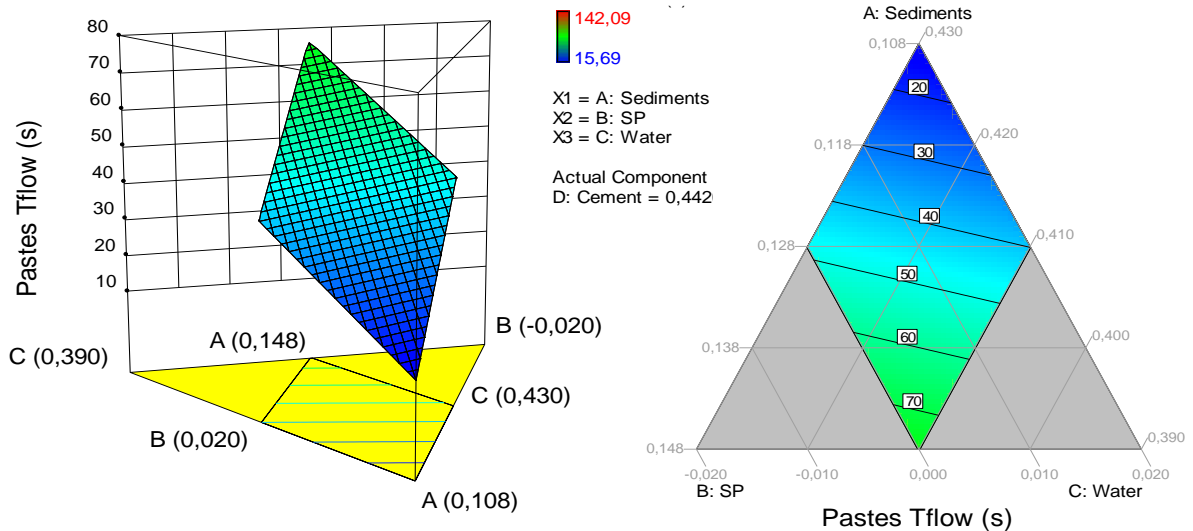 80
70
60
50
40
30
20
10
Pastes Tflow (s)
C (0,390)
A (0,148)
B (-0,020)
B (0,020)
C (0,430)
A (0,108)
142,09
15,69
X1 = A: Sediments
X2 = B: SP
X3 = C: Water
Actual Component
D: Cement = 0,442
A: Sediments
0,108
0,430
20
0,118
0,420
30
40
0,128
0,410
50
0,138
0,400
60
70
0,148
0,390
-0,020
-0,010
0,000
0,010
0,020
B: SP
C: Water
Pastes Tflow (s)